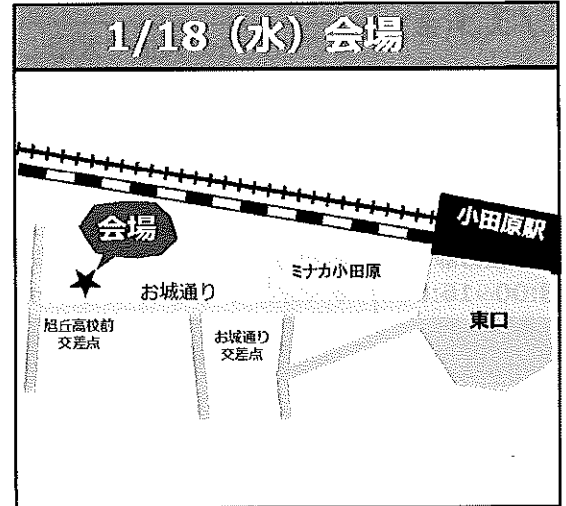 1/18（水）会場
小田原駅
会場
ミナカ小田原
お城通り
東口
旭丘高校前
交差点
お城通り
交差点